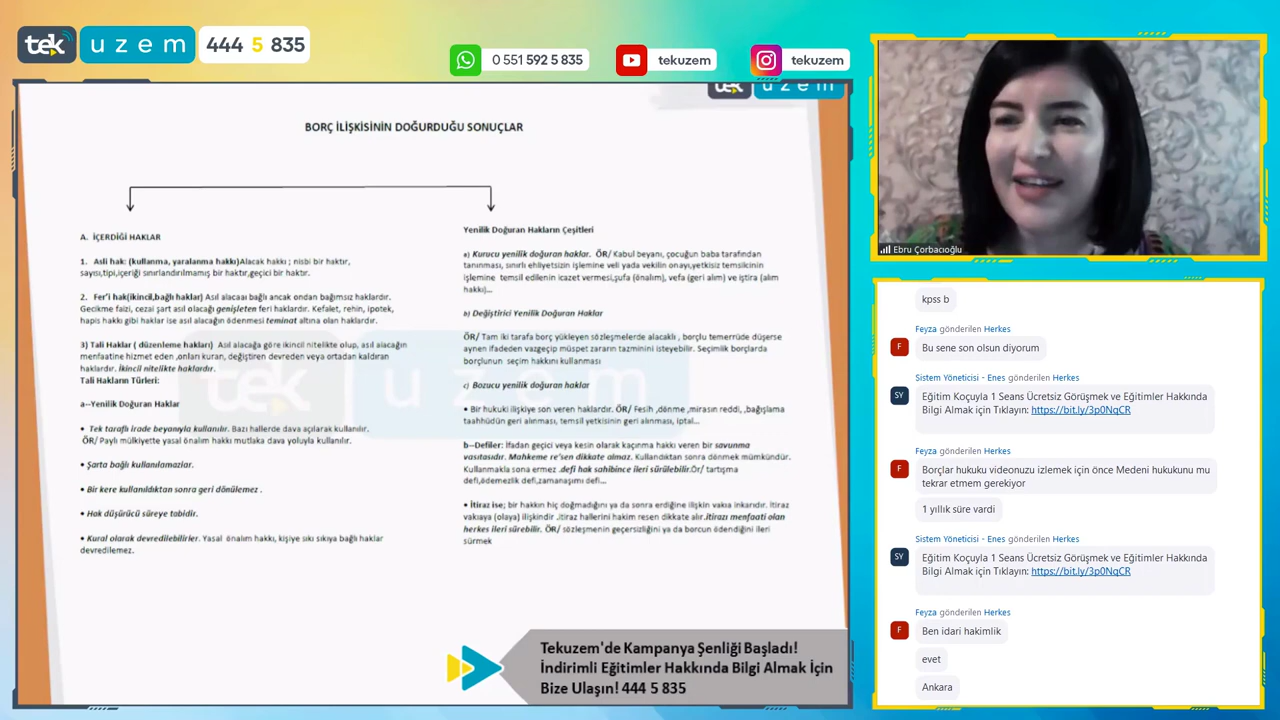 tek uzem 444 5 835
0 551 592 5 835
tekuzem
tekuzem
tek uzem
BORÇ İLİŞKİSİNİN DOĞURDUĞU SONUÇLAR
A. İÇERDİĞİ HAKLAR
1. Asli hak: (kullanma, yaralanma hakkı)Alacak hakkı ; nisbi bir haktır,
sayısı,tipi,içeriği sınırlandırılmamış bir haktır,geçici bir haktır.
2. Fer'i hak(ikincil,bağlı haklar) Asıl alacaaı bağlı ancak ondan bağımsız haklardır.
Gecikme faizi, cezai şart asıl olacağı genişleten feri haklardır. Kefalet, rehin, ipotek,
hapis hakkı gibi haklar ise asıl alacağın ödenmesi teminat altına olan haklardır.
3) Tali Haklar ( düzenleme hakları) Asıl alacağa göre ikincil nitelikte olup, asıl alacağın
menfaatine hizmet eden ,onları kuran, değiştiren devreden veya ortadan kaldıran
haklardır. İkincil nitelikte haklardır.
Tali Hakların Türleri:
a--Yenilik Doğuran Haklar
• Tek taraflı irade beyanıyla kullanılır. Bazı hallerde dava açılarak kullanılır.
ÖR/ Paylı mülkiyette yasal önalım hakkı mutlaka dava yoluyla kullanılır.
• Şarta bağlı kullanılamazlar.
• Bir kere kullanıldıktan sonra geri dönülemez .
• Hak düşürücü süreye tabidir.
• Kural olarak devredilebilirler. Yasal önalım hakkı, kişiye sıkı sıkıya bağlı haklar
devredilemez.
Yenilik Doğuran Hakların Çeşitleri
a) Kurucu yenilik doğuran haklar. ÖR/ Kabul beyanı, çocuğun baba tarafından
tanınması, sınırlı ehliyetsizin işlemine veli yada vekilin onayı,yetkisiz temsilcinin
işlemine temsil edilenin icazet vermesi,şufa (önalım), vefa (geri alım) ve iştira (alım
hakkı)...
b) Değiştirici Yenilik Doğuran Haklar
ÖR/ Tam iki tarafa borç yükleyen sözleşmelerde alacaklı , borçlu temerrüde düşerse
aynen ifadeden vazgeçip müspet zararın tazminini isteyebilir. Seçimlik borçlarda
borçlunun seçim hakkını kullanması
c) Bozucu yenilik doğuran haklar
• Bir hukuki ilişkiye son veren haklardır. ÖR/ Fesih ,dönme ,mirasın reddi, ,bağışlama
taahhüdün geri alınması, temsil yetkisinin geri alınması, iptal...
b--Defiler: İfadan geçici veya kesin olarak kaçınma hakkı veren bir savunma
vasıtasıdır. Mahkeme re'sen dikkate almaz. Kullandıktan sonra dönmek mümkündür.
Kullanmakla sona ermez .defi hak sahibince ileri sürülebilir.Ör/ tartışma
defi,ödemezlik defi,zamanaşımı defi...
• İtiraz ise; bir hakkın hiç doğmadığını ya da sonra erdiğine ilişkin vakıa inkarıdır. İtiraz
vakıaya (olaya) ilişkindir .itiraz hallerini hakim resen dikkate alır.itirazı menfaati olan
herkes ileri sürebilir. ÖR/ sözleşmenin geçersizliğini ya da borcun ödendiğini ileri
sürmek
tek uzem
Tekuzem'de Kampanya Şenliği Başladı!
İndirimli Eğitimler Hakkında Bilgi Almak İçin
Bize Ulaşın! 444 5 835
Ebru Çorbacıoğlu
kpss b
Feyza gönderilen Herkes
F
Bu sene son olsun diyorum
Sistem Yöneticisi - Enes gönderilen Herkes
SY
Eğitim Koçuyla 1 Seans Ücretsiz Görüşmek ve Eğitimler Hakkında
Bilgi Almak için Tıklayın: https://bit.ly/3p0NqCR
Feyza gönderilen Herkes
F
Borçlar hukuku videonuzu izlemek için önce Medeni hukukunu mu
tekrar etmem gerekiyor
1 yıllık süre vardi
Sistem Yöneticisi - Enes gönderilen Herkes
SY
Eğitim Koçuyla 1 Seans Ücretsiz Görüşmek ve Eğitimler Hakkında
Bilgi Almak için Tıklayın: https://bit.ly/3p0NqCR
Feyza gönderilen Herkes
F
Ben idari hakimlik
evet
Ankara